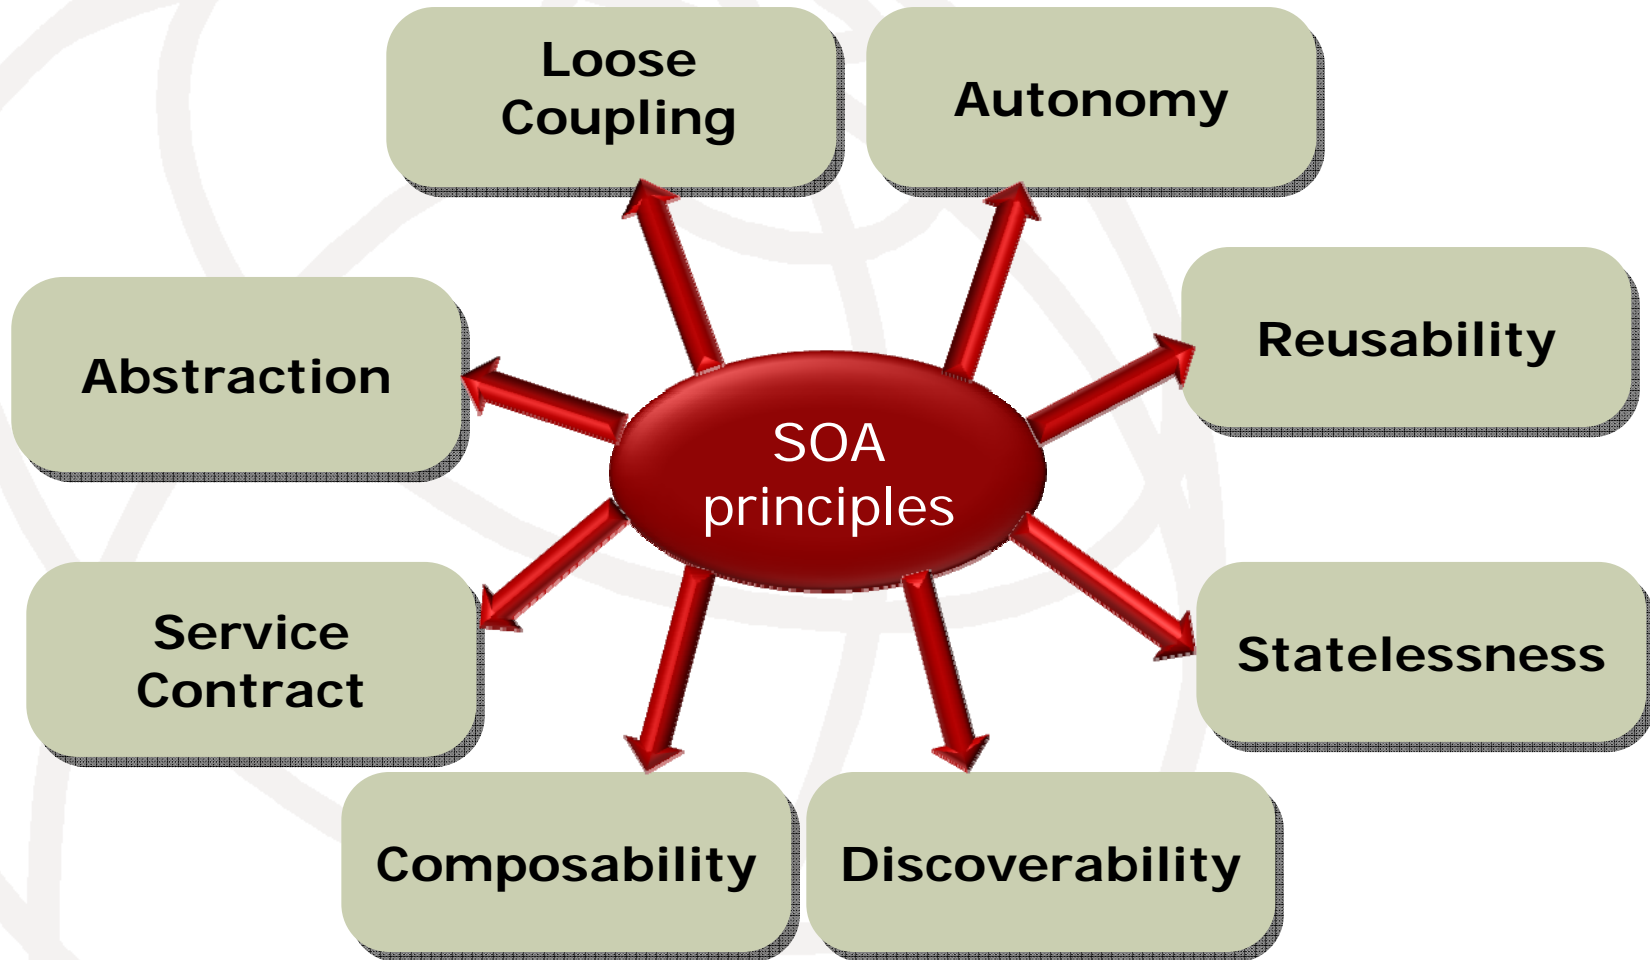 Loose
Coupling
Autonomy
Abstraction
Reusability
SOA
principles
Service
Contract
Statelessness
Composability
Discoverability